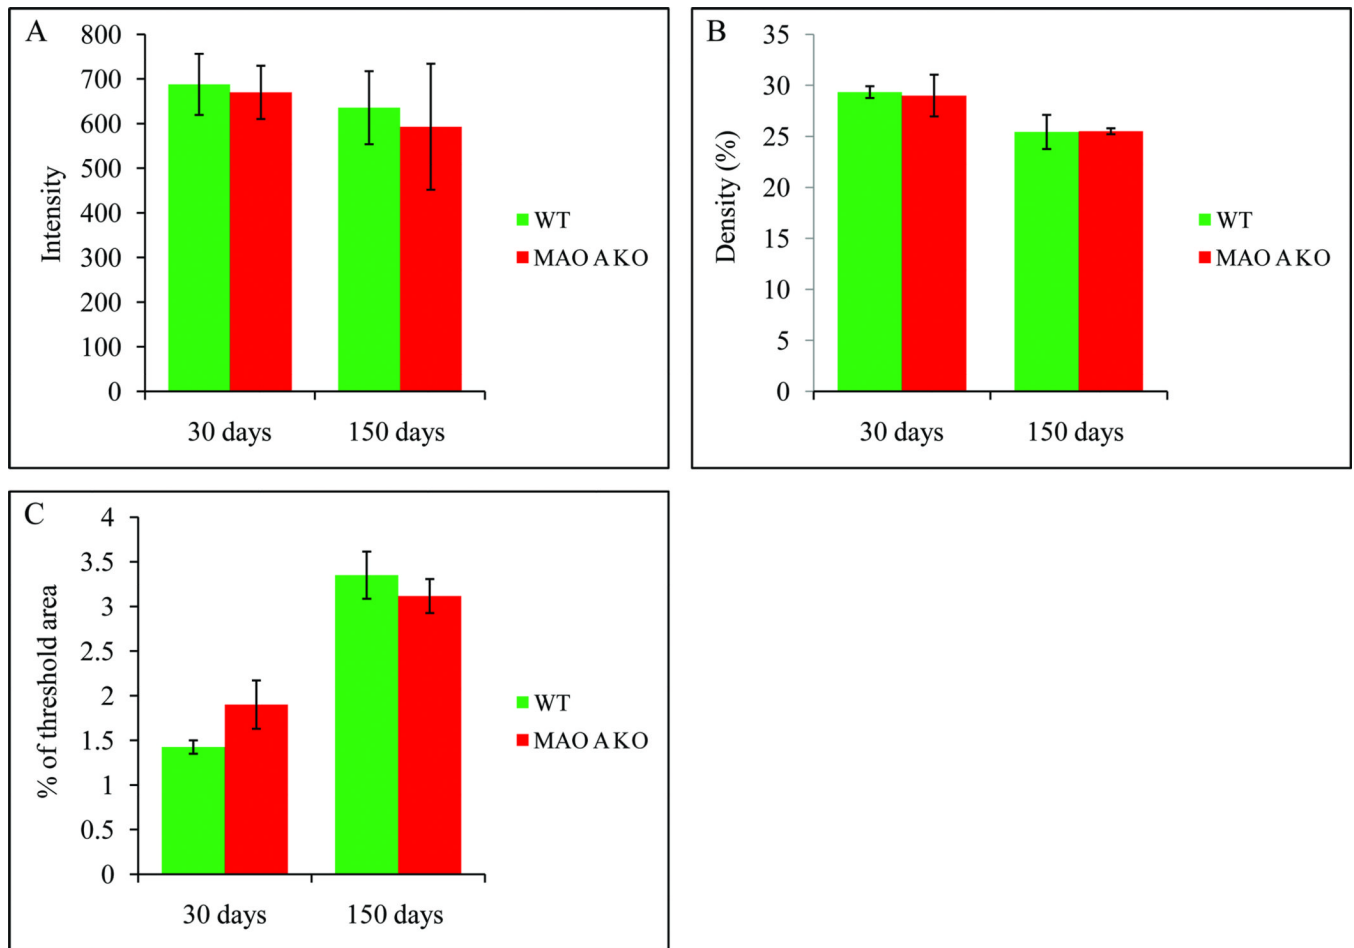 A
800
700
600
500
400
300
200
100
0
Intensity
30 days
150 days
WT
MAO A KO
B
35
30
25
20
15
10
5
0
Density (%)
30 days
150 days
WT
MAO A KO
C
4
3.5
3
2.5
2
1.5
1
0.5
0
% of threshold area
30 days
150 days
WT
MAO A KO